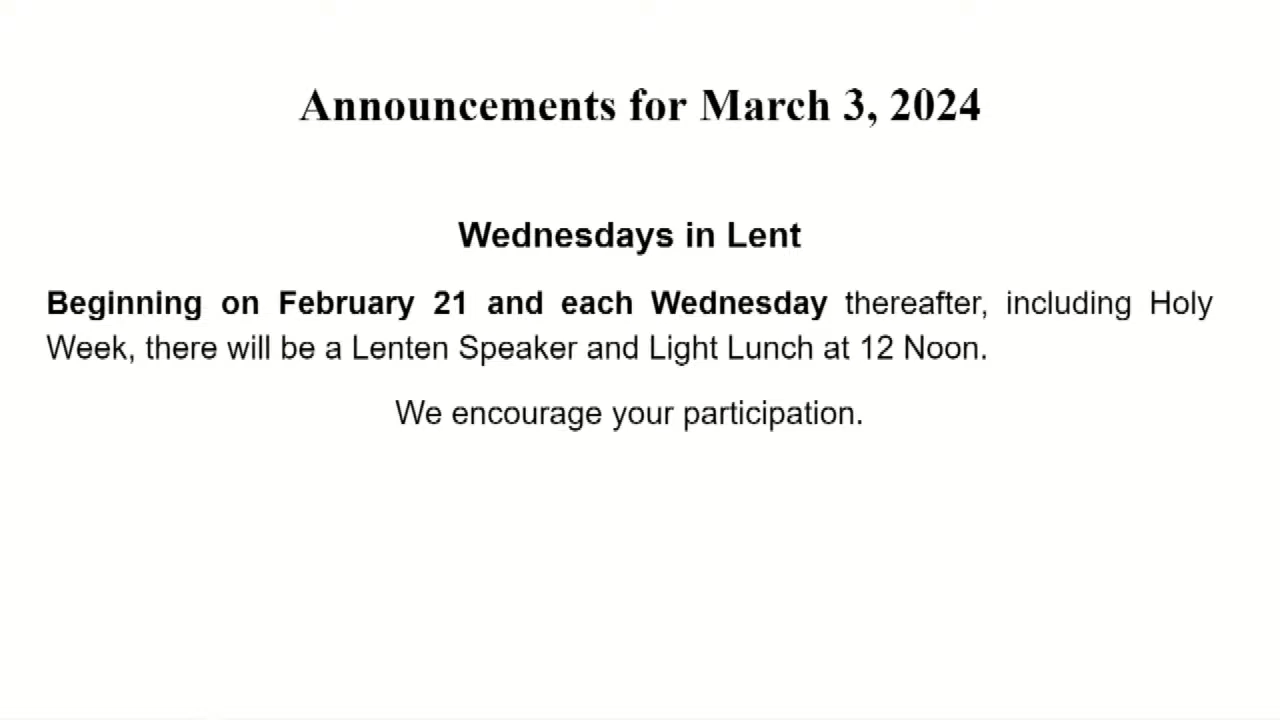 Announcements for March 3, 2024
Wednesdays in Lent
Beginning on February 21 and each Wednesday thereafter, including Holy
Week, there will be a Lenten Speaker and Light Lunch at 12 Noon.
We encourage your participation.